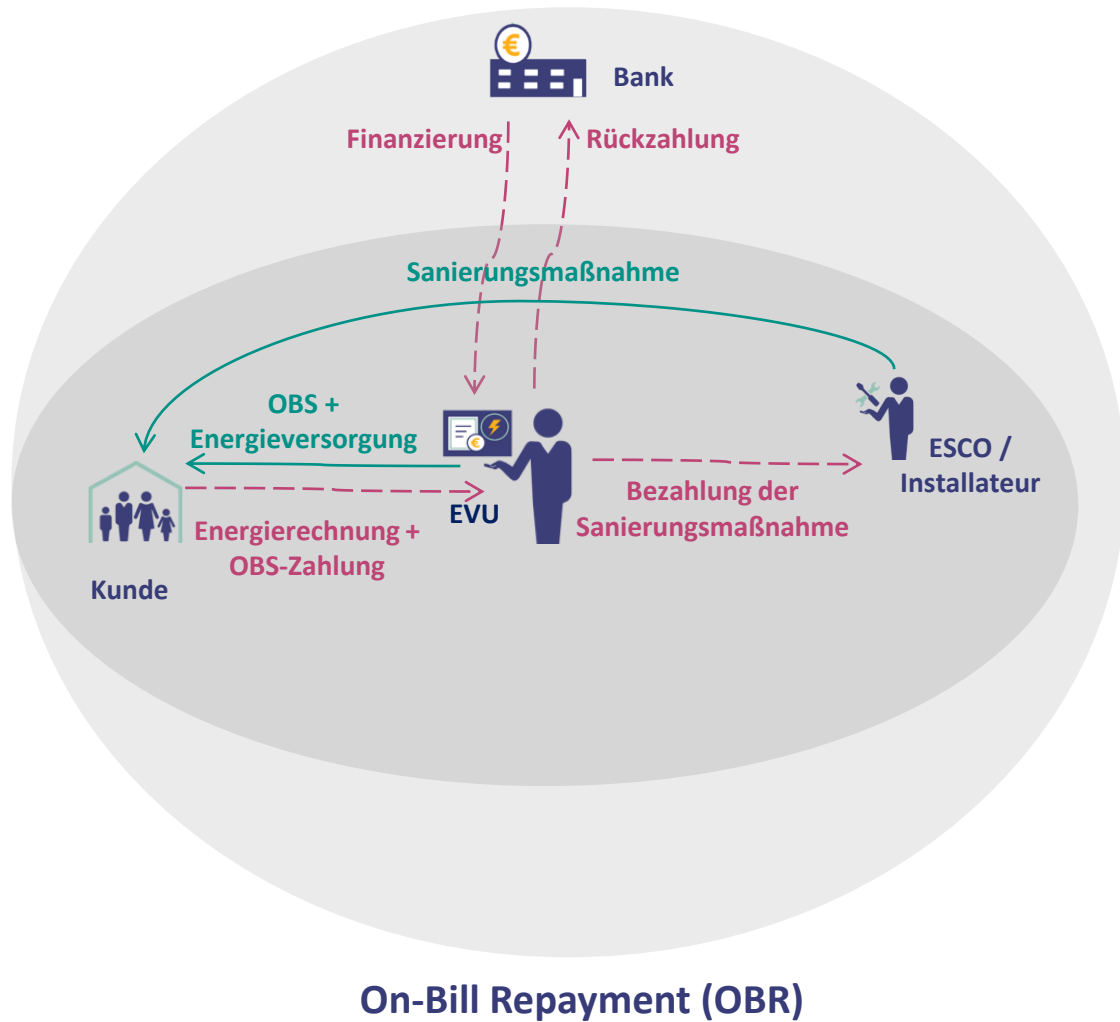 Bank
Finanzierung
Rückzahlung
Sanierungsmaßnahme
OBS +
Energieversorgung
ESCO /
Installateur
EVU
Bezahlung der
Sanierungsmaßnahme
Energierechnung +
OBS-Zahlung
Kunde
On-Bill Repayment (OBR)